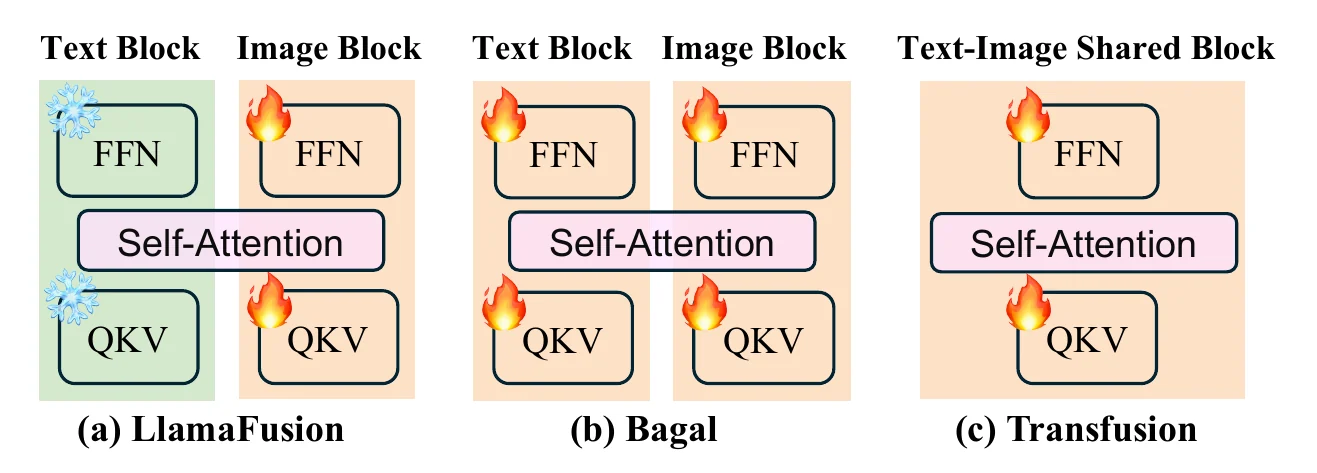 Text Block Image Block Text Block Image Block Text-Image Shared Block
FFN FFN FFN FFN FFN
Self-Attention Self-Attention Self-Attention
QKV QKV QKV QKV QKV
(a) LlamaFusion (b) Bagal (c) Transfusion